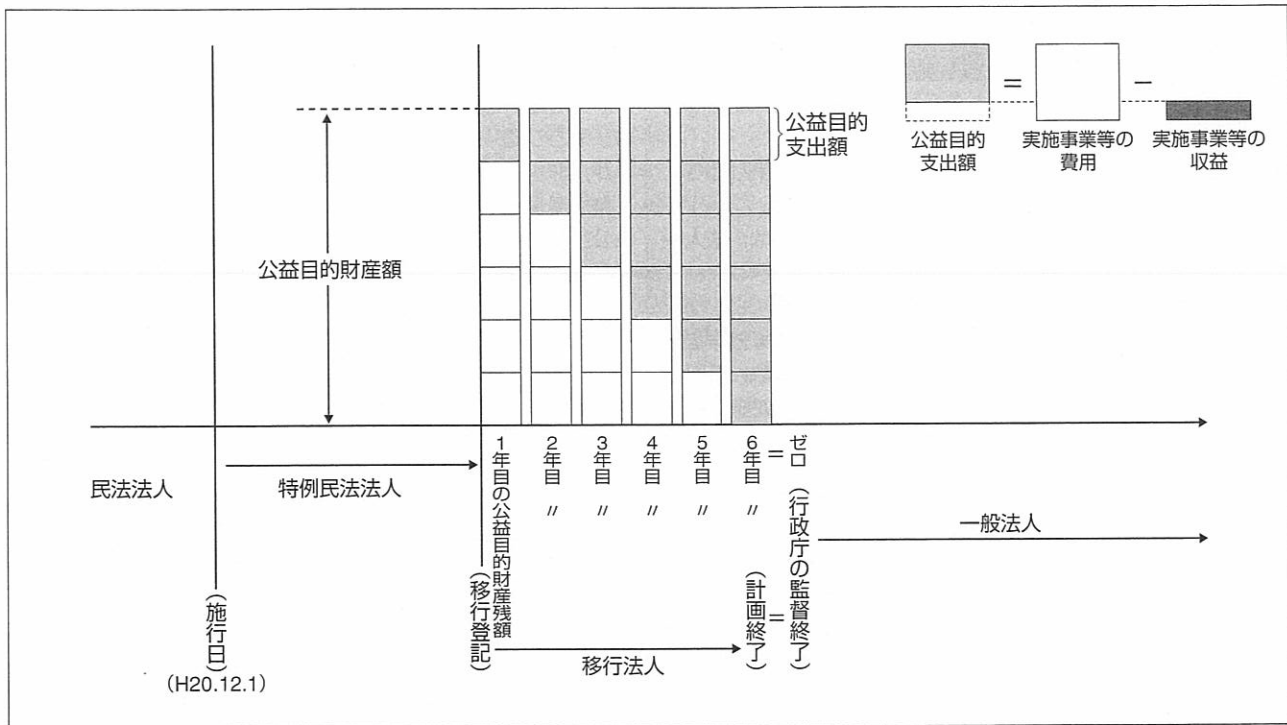 公益目的
支出額
=
実施事業等の
費用
−
実施事業等の
収益
公益目的
支出額
公益目的財産額
1年目の公益目的財産残額
2年目 〃
3年目 〃
4年目 〃
5年目 〃
6年目 〃
(計画終了)
=
=
ゼロ(行政庁の監督終了)
民法法人
特例民法法人
一般法人
(施行日)
(H20.12.1)
(移行登記)
移行法人